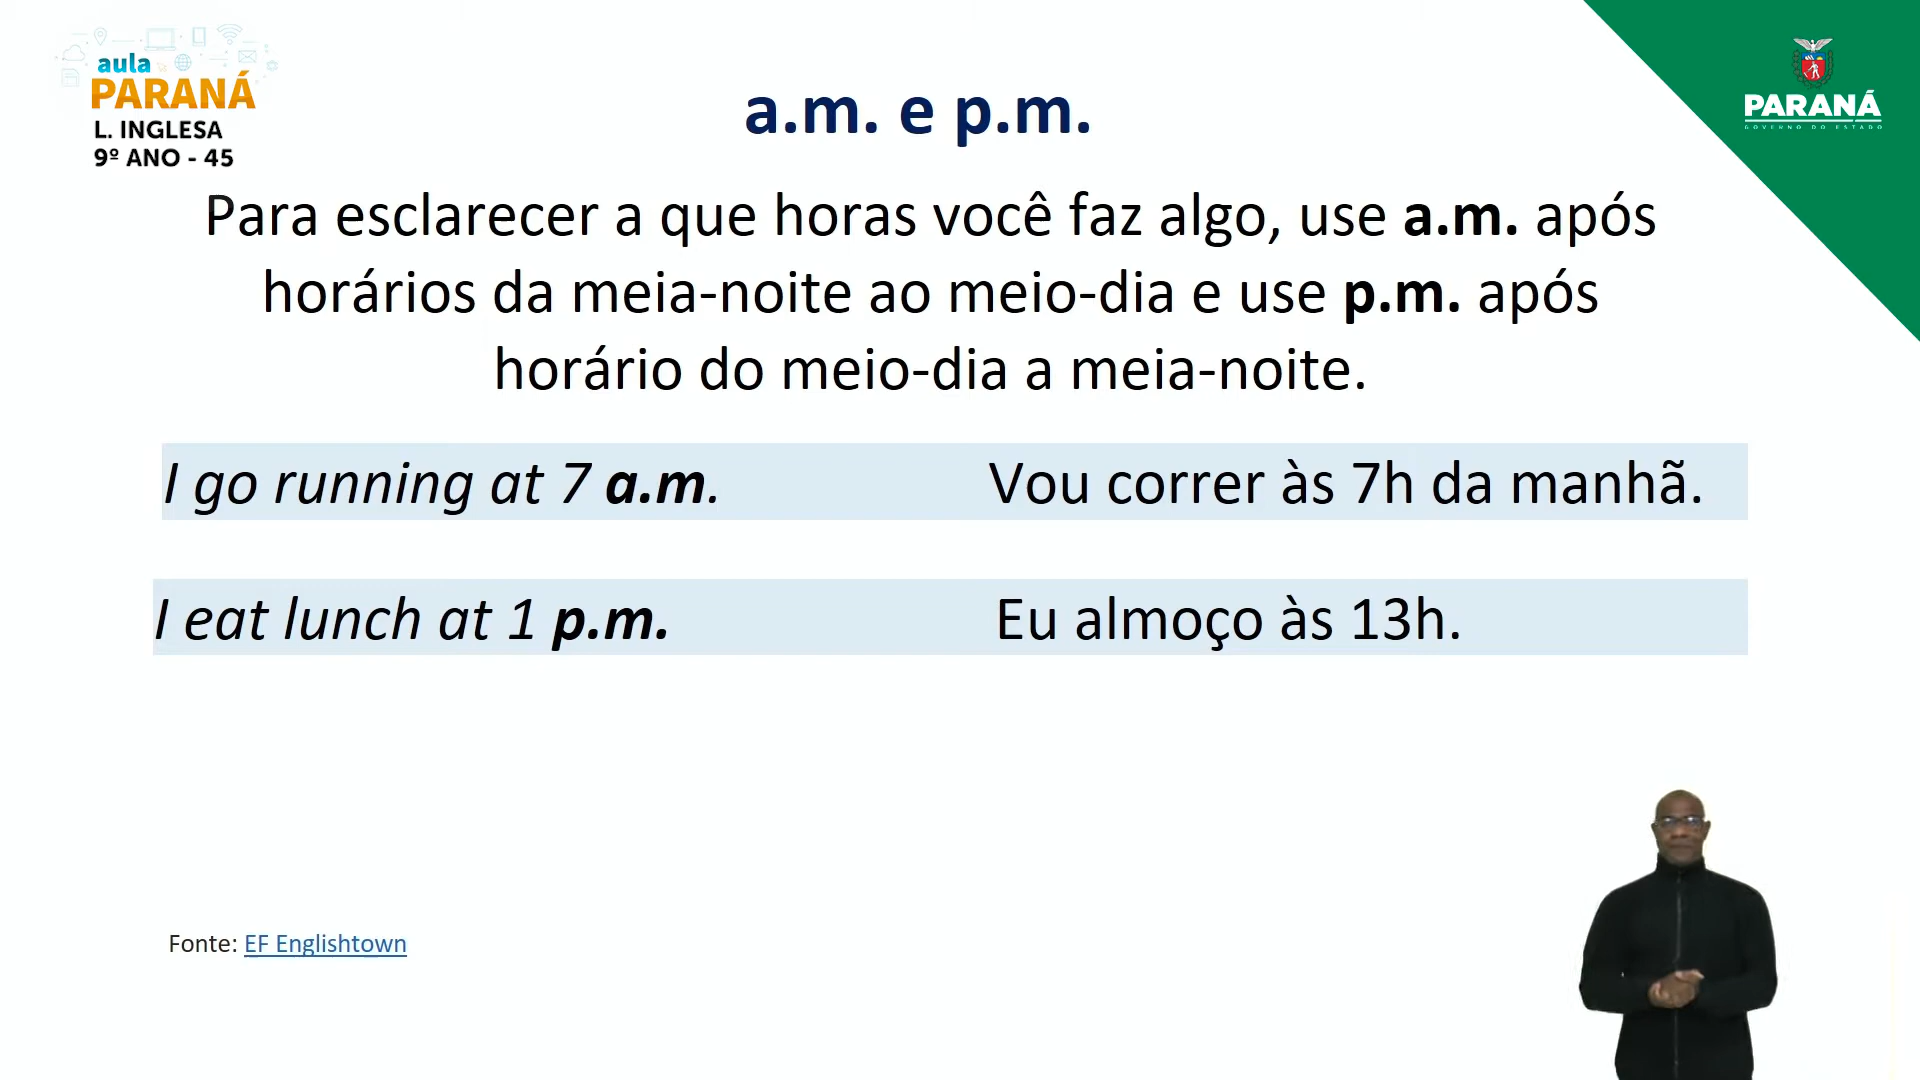 aula
PARANÁ
L. INGLESA
9º ANO - 45
PARANÁ
GOVERNO DO ESTADO
a.m. e p.m.
Para esclarecer a que horas você faz algo, use a.m. após
horários da meia-noite ao meio-dia e use p.m. após
horário do meio-dia a meia-noite.
I go running at 7 a.m. Vou correr às 7h da manhã.
I eat lunch at 1 p.m. Eu almoço às 13h.
Fonte: EF Englishtown